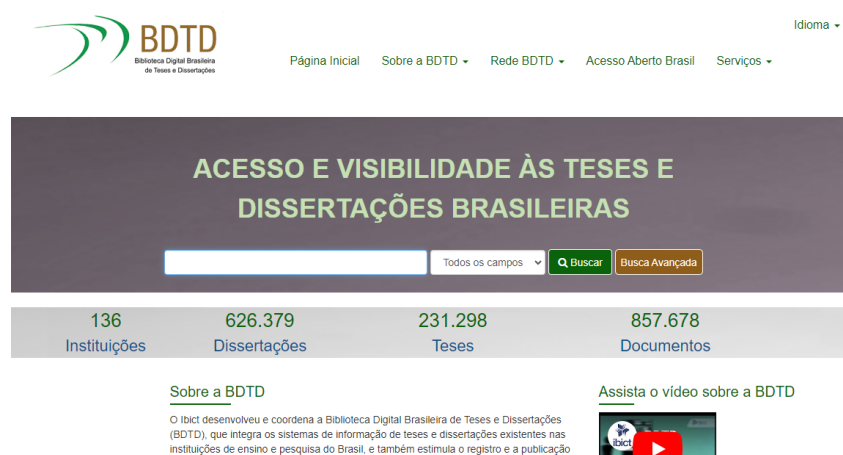 BDTD
Biblioteca Digital Brasileira
de Teses e Dissertações
Idioma
Página Inicial Sobre a BDTD Rede BDTD Acesso Aberto Brasil Serviços
ACESSO E VISIBILIDADE ÀS TESES E
DISSERTAÇÕES BRASILEIRAS
Todos os campos Buscar Busca Avançada
136 626.379 231.298 857.678
Instituições Dissertações Teses Documentos
Sobre a BDTD Assista o vídeo sobre a BDTD
O Ibict desenvolveu e coordena a Biblioteca Digital Brasileira de Teses e Dissertações
(BDTD), que integra os sistemas de informação de teses e dissertações existentes nas
instituições de ensino e pesquisa do Brasil, e também estimula o registro e a publicação
ibict